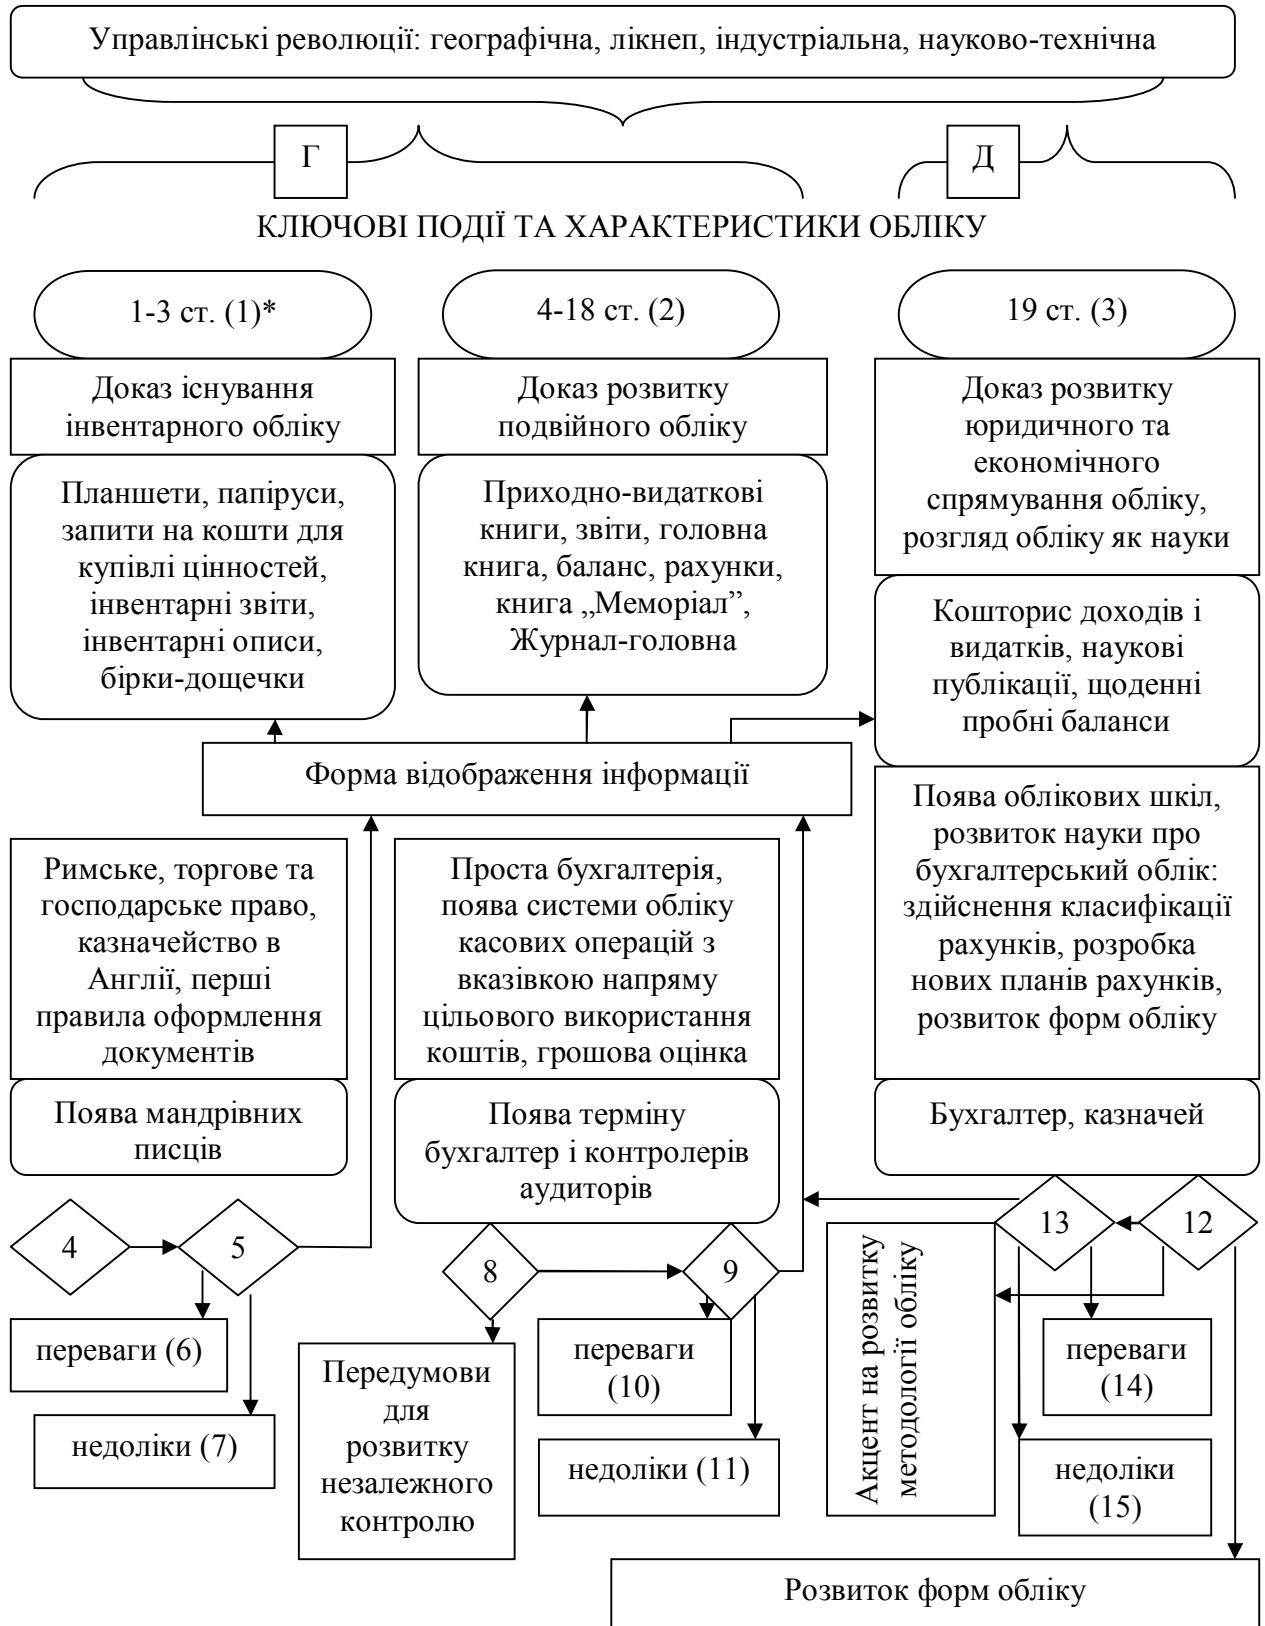 Управлінські революції: географічна, лікнеп, індустріальна, науково-технічна
Г
Д
КЛЮЧОВІ ПОДІЇ ТА ХАРАКТЕРИСТИКИ ОБЛІКУ
1-3 ст. (1)*
4-18 ст. (2)
19 ст. (3)
Доказ існування
інвентарного обліку
Доказ розвитку
подвійного обліку
Доказ розвитку
юридичного та
економічного
спрямування обліку,
розгляд обліку як науки
Планшети, папіруси,
запити на кошти для
купівлі цінностей,
інвентарні звіти,
інвентарні описи,
бірки-дощечки
Приходно-видаткові
книги, звіти, головна
книга, баланс, рахунки,
книга „Меморіал”,
Журнал-головна
Кошторис доходів і
видатків, наукові
публікації, щоденні
пробні баланси
Форма відображення інформації
Римське, торгове та
господарське право,
казначейство в
Англії, перші
правила оформлення
документів
Проста бухгалтерія,
поява системи обліку
касових операцій з
вказівкою напряму
цільового використання
коштів, грошова оцінка
Поява облікових шкіл,
розвиток науки про
бухгалтерський облік:
здійснення класифікації
рахунків, розробка
нових планів рахунків,
розвиток форм обліку
Поява мандрівних
писців
Поява терміну
бухгалтер і контролерів
аудиторів
Бухгалтер, казначей
4
5
8
9
13
12
переваги (6)
недоліки (7)
Передумови
для
розвитку
незалежного
контролю
переваги
(10)
недоліки (11)
Акцент на розвитку
методології обліку
переваги
(14)
недоліки
(15)
Розвиток форм обліку